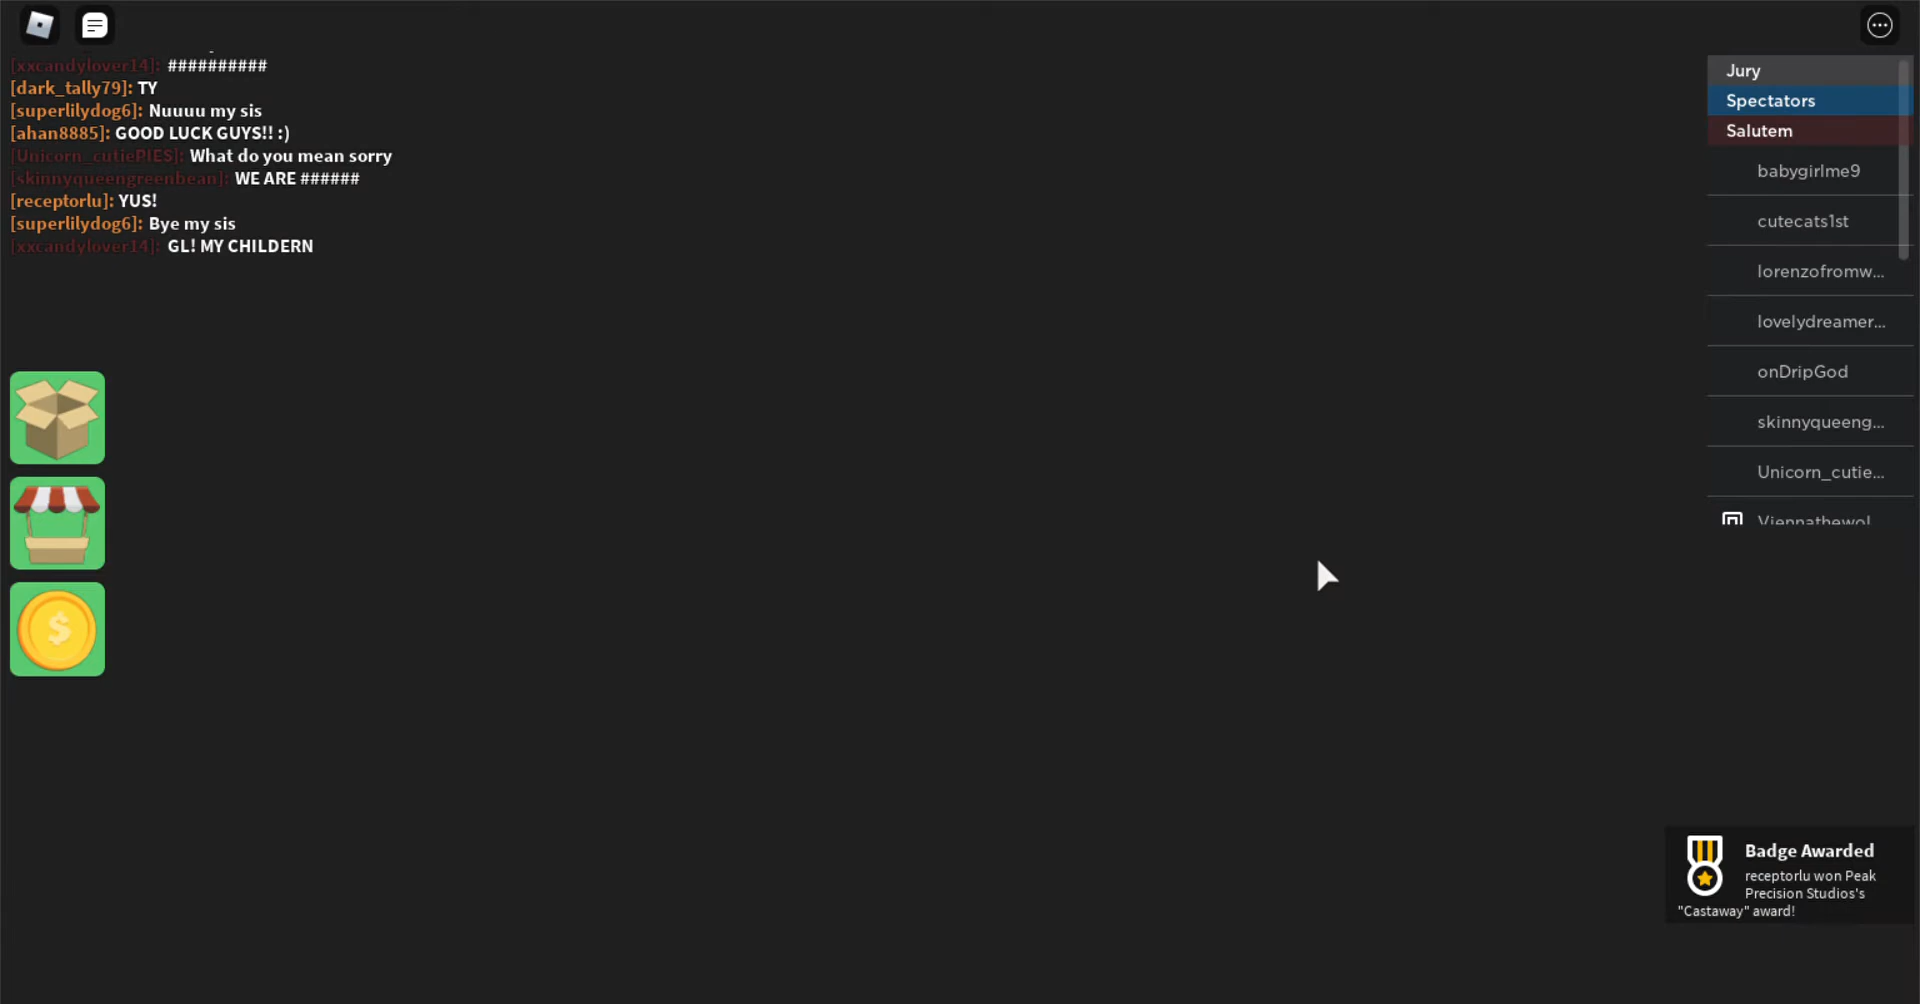 [xxcandylover14]: ##########
[dark_tally79]: TY
[superlilydog6]: Nuuuu my sis
[ahan8885]: GOOD LUCK GUYS!! :)
[Unicorn_cutiePIES]: What do you mean sorry
[skinnyqueengreenbean]: WE ARE ######
[receptorlu]: YUS!
[superlilydog6]: Bye my sis
[xxcandylover14]: GL! MY CHILDERN
Jury
Spectators
Salutem
babygirlme9
cutecats1st
lorenzofromw...
lovelydreamer...
onDripGod
skinnyqueeng...
Unicorn_cutie...
Viennathewol
$
Badge Awarded
receptorlu won Peak
Precision Studios's
"Castaway" award!